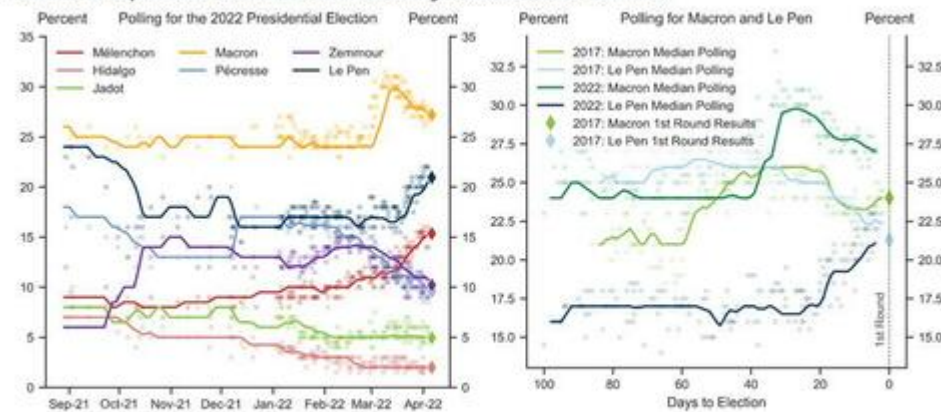 Percent Polling for the 2022 Presidential Election Percent
35 35
Mélenchon Macron Zemmour
Hidalgo Pécresse Le Pen
Jadot
30 30
25 25
20 20
15 15
10 10
5 5
0 0
Sep-21 Oct-21 Nov-21 Dec-21 Jan-22 Feb-22 Mar-22 Apr-22
Percent Polling for Macron and Le Pen Percent
2017: Macron Median Polling
2017: Le Pen Median Polling
2022: Macron Median Polling
2022: Le Pen Median Polling
2017: Macron 1st Round Results
2017: Le Pen 1st Round Results
32.5 32.5
30.0 30.0
27.5 27.5
25.0 25.0
22.5 22.5
20.0 20.0
17.5 17.5
15.0 15.0
1st Round
100 80 60 40 20 0
Days to Election